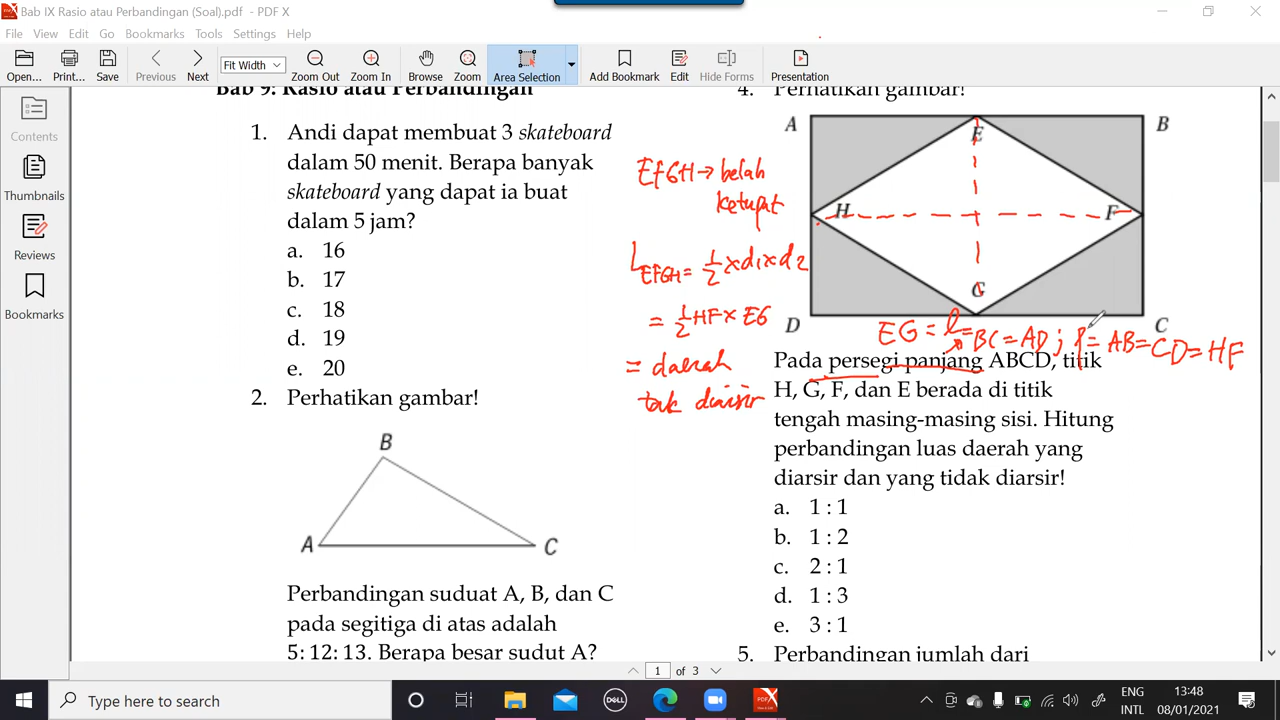 Bab IX Rasio atau Perbandingan (Soal).pdf - PDF X
File View Edit Go Bookmarks Tools Settings Help
Open... Print... Save Previous Next Fit Width Zoom Out Zoom In Browse Zoom Area Selection Add Bookmark Edit Hide Forms Presentation
Contents
Thumbnails
Reviews
Bookmarks
Bab 9: Rasio atau Perbandingan
1. Andi dapat membuat 3 skateboard
dalam 50 menit. Berapa banyak
skateboard yang dapat ia buat
dalam 5 jam?
a. 16
b. 17
c. 18
d. 19
e. 20
2. Perhatikan gambar!
B
A
C
Perbandingan suduat A, B, dan C
pada segitiga di atas adalah
5: 12: 13. Berapa besar sudut A?
EFGH → belah
ketupat
L EFGH = 1/2 x d1 x d2
= 1/2 HF x EG
= daerah
tak diarsir
4. Perhatikan gambar!
A
E
B
H
F
G
D
C
EG = l = BC = AD ; p = AB = CD = HF
Pada persegi panjang ABCD, titik
H, G, F, dan E berada di titik
tengah masing-masing sisi. Hitung
perbandingan luas daerah yang
diarsir dan yang tidak diarsir!
a. 1 : 1
b. 1 : 2
c. 2 : 1
d. 1 : 3
e. 3 : 1
5. Perbandingan jumlah dari
1 of 3
Type here to search
DELL
ENG
INTL
13:48
08/01/2021